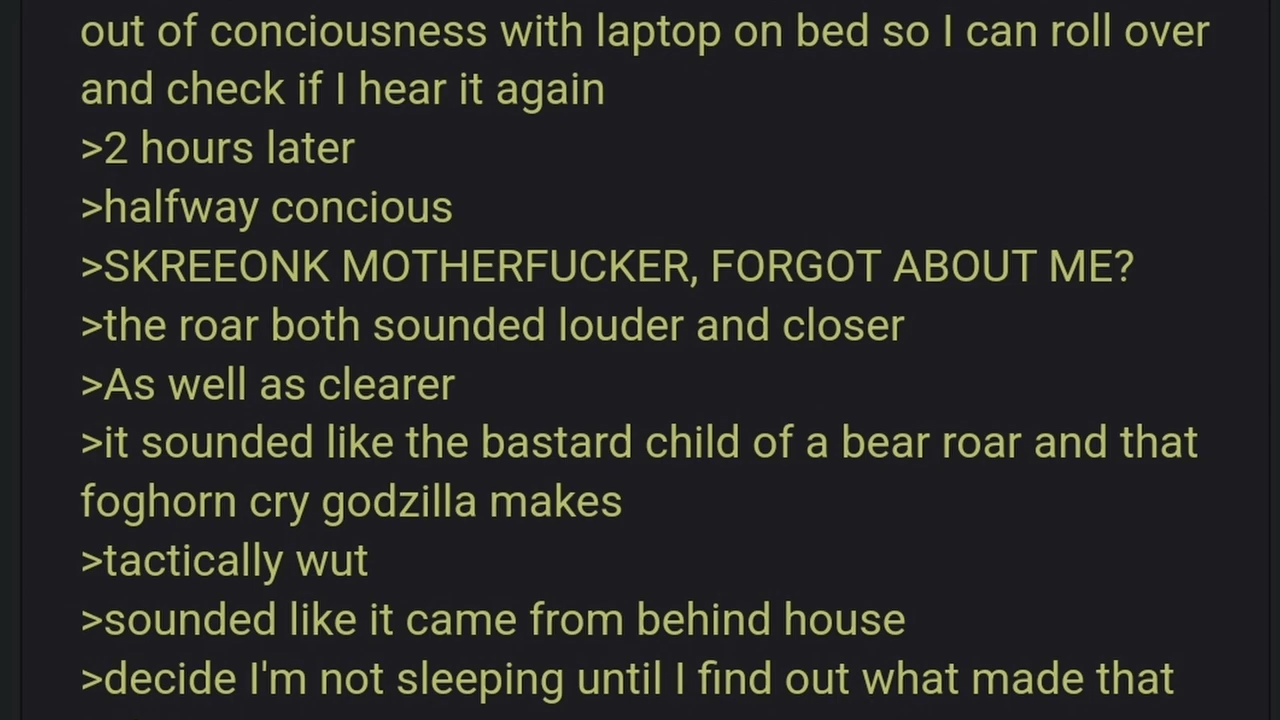 out of conciousness with laptop on bed so I can roll over
and check if I hear it again
>2 hours later
>halfway concious
>SKREEONK MOTHERFUCKER, FORGOT ABOUT ME?
>the roar both sounded louder and closer
>As well as clearer
>it sounded like the bastard child of a bear roar and that
foghorn cry godzilla makes
>tactically wut
>sounded like it came from behind house
>decide I'm not sleeping until I find out what made that